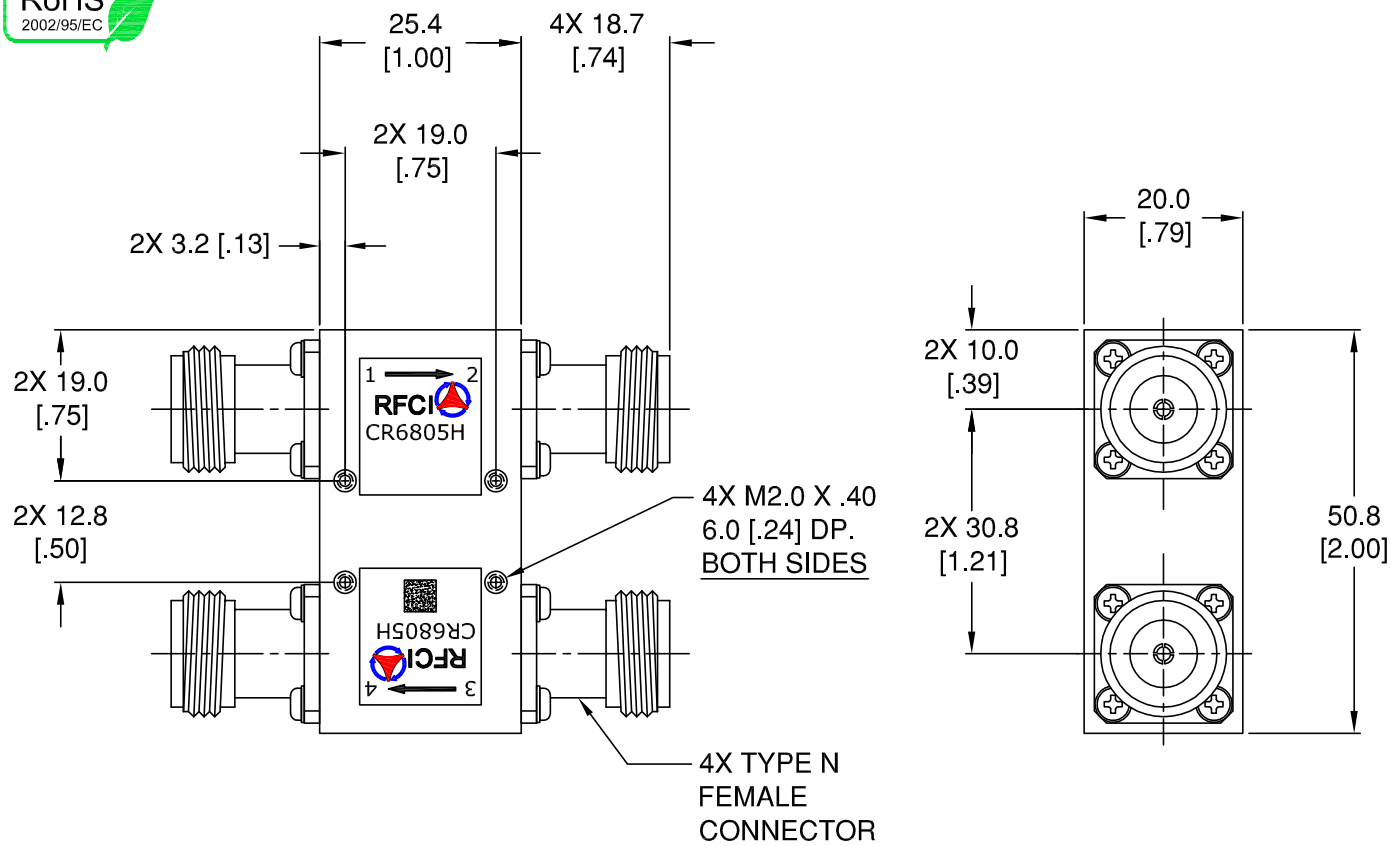 RoHS
2002/95/EC
25.4
[1.00]
4X 18.7
[.74]
2X 19.0
[.75]
2X 3.2 [.13]
20.0
[.79]
2X 19.0
[.75]
2X 12.8
[.50]
1 2
RFCI
CR6805H
4X M2.0 X .40
6.0 [.24] DP.
BOTH SIDES
CR6805H
RFCI
3 4
4X TYPE N
FEMALE
CONNECTOR
2X 10.0
[.39]
2X 30.8
[1.21]
50.8
[2.00]